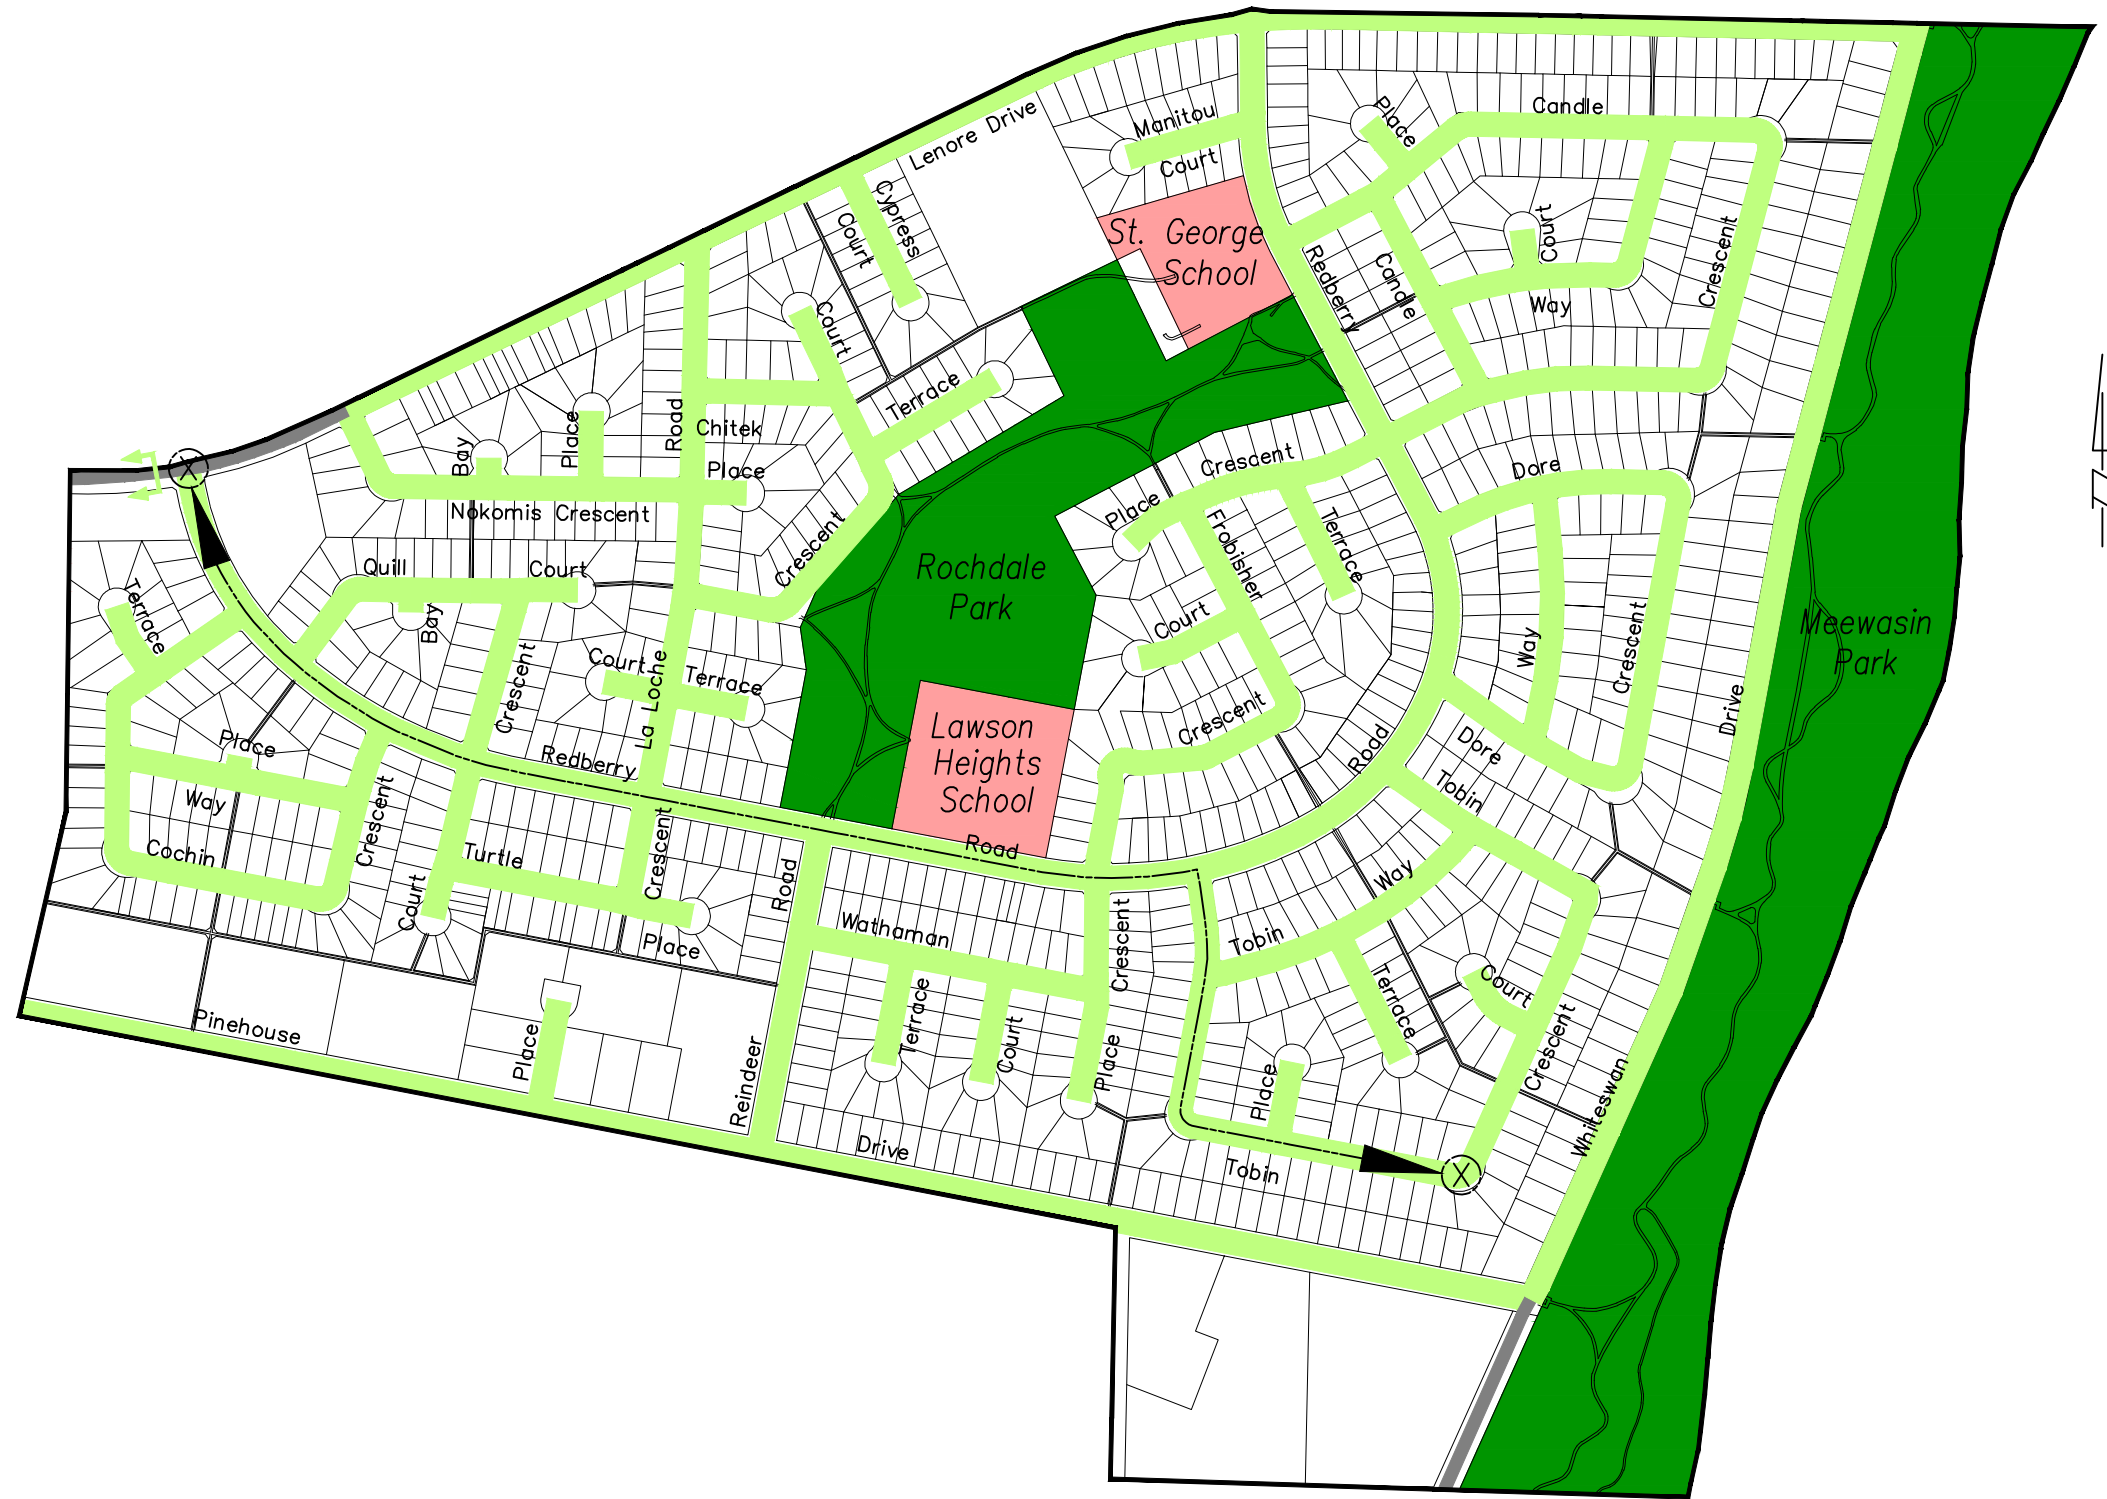 Lenore Drive
Manitou
Court
Place
Candle
Cypress
Court
St. George
School
Court
Crescent
Redberry
Candle
Way
Court
Terrace
Road
Chitek
Place
Bay
Place
Nokomis Crescent
Crescent
Crescent
Place
Frobisher
Terrace
Dore
Quill
Court
Bay
Terrace
Rochdale
Park
Court
Way
Crescent
Meewasin
Park
Crescent
Court
La Loche
Terrace
Lawson
Heights
School
Crescent
Road
Drive
Place
Redberry
Dore
Tobin
Way
Cochin
Crescent
Turtle
Crescent
Court
Road
Road
Way
Place
Wathaman
Crescent
Tobin
Terrace
Court
Crescent
Pinehouse
Place
Reindeer
Terrace
Court
Place
Place
Whiteswan
Drive
Tobin
X
X